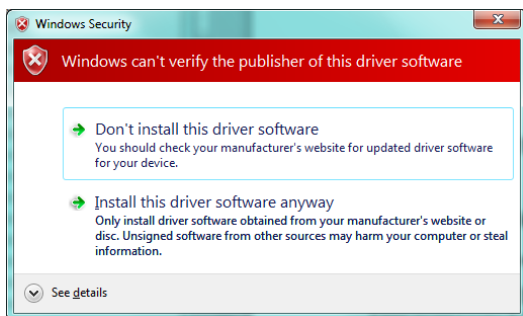 Windows Security
Windows can't verify the publisher of this driver software
Don't install this driver software
You should check your manufacturer's website for updated driver software
for your device.
Install this driver software anyway
Only install driver software obtained from your manufacturer's website or
disc. Unsigned software from other sources may harm your computer or steal
information.
See details